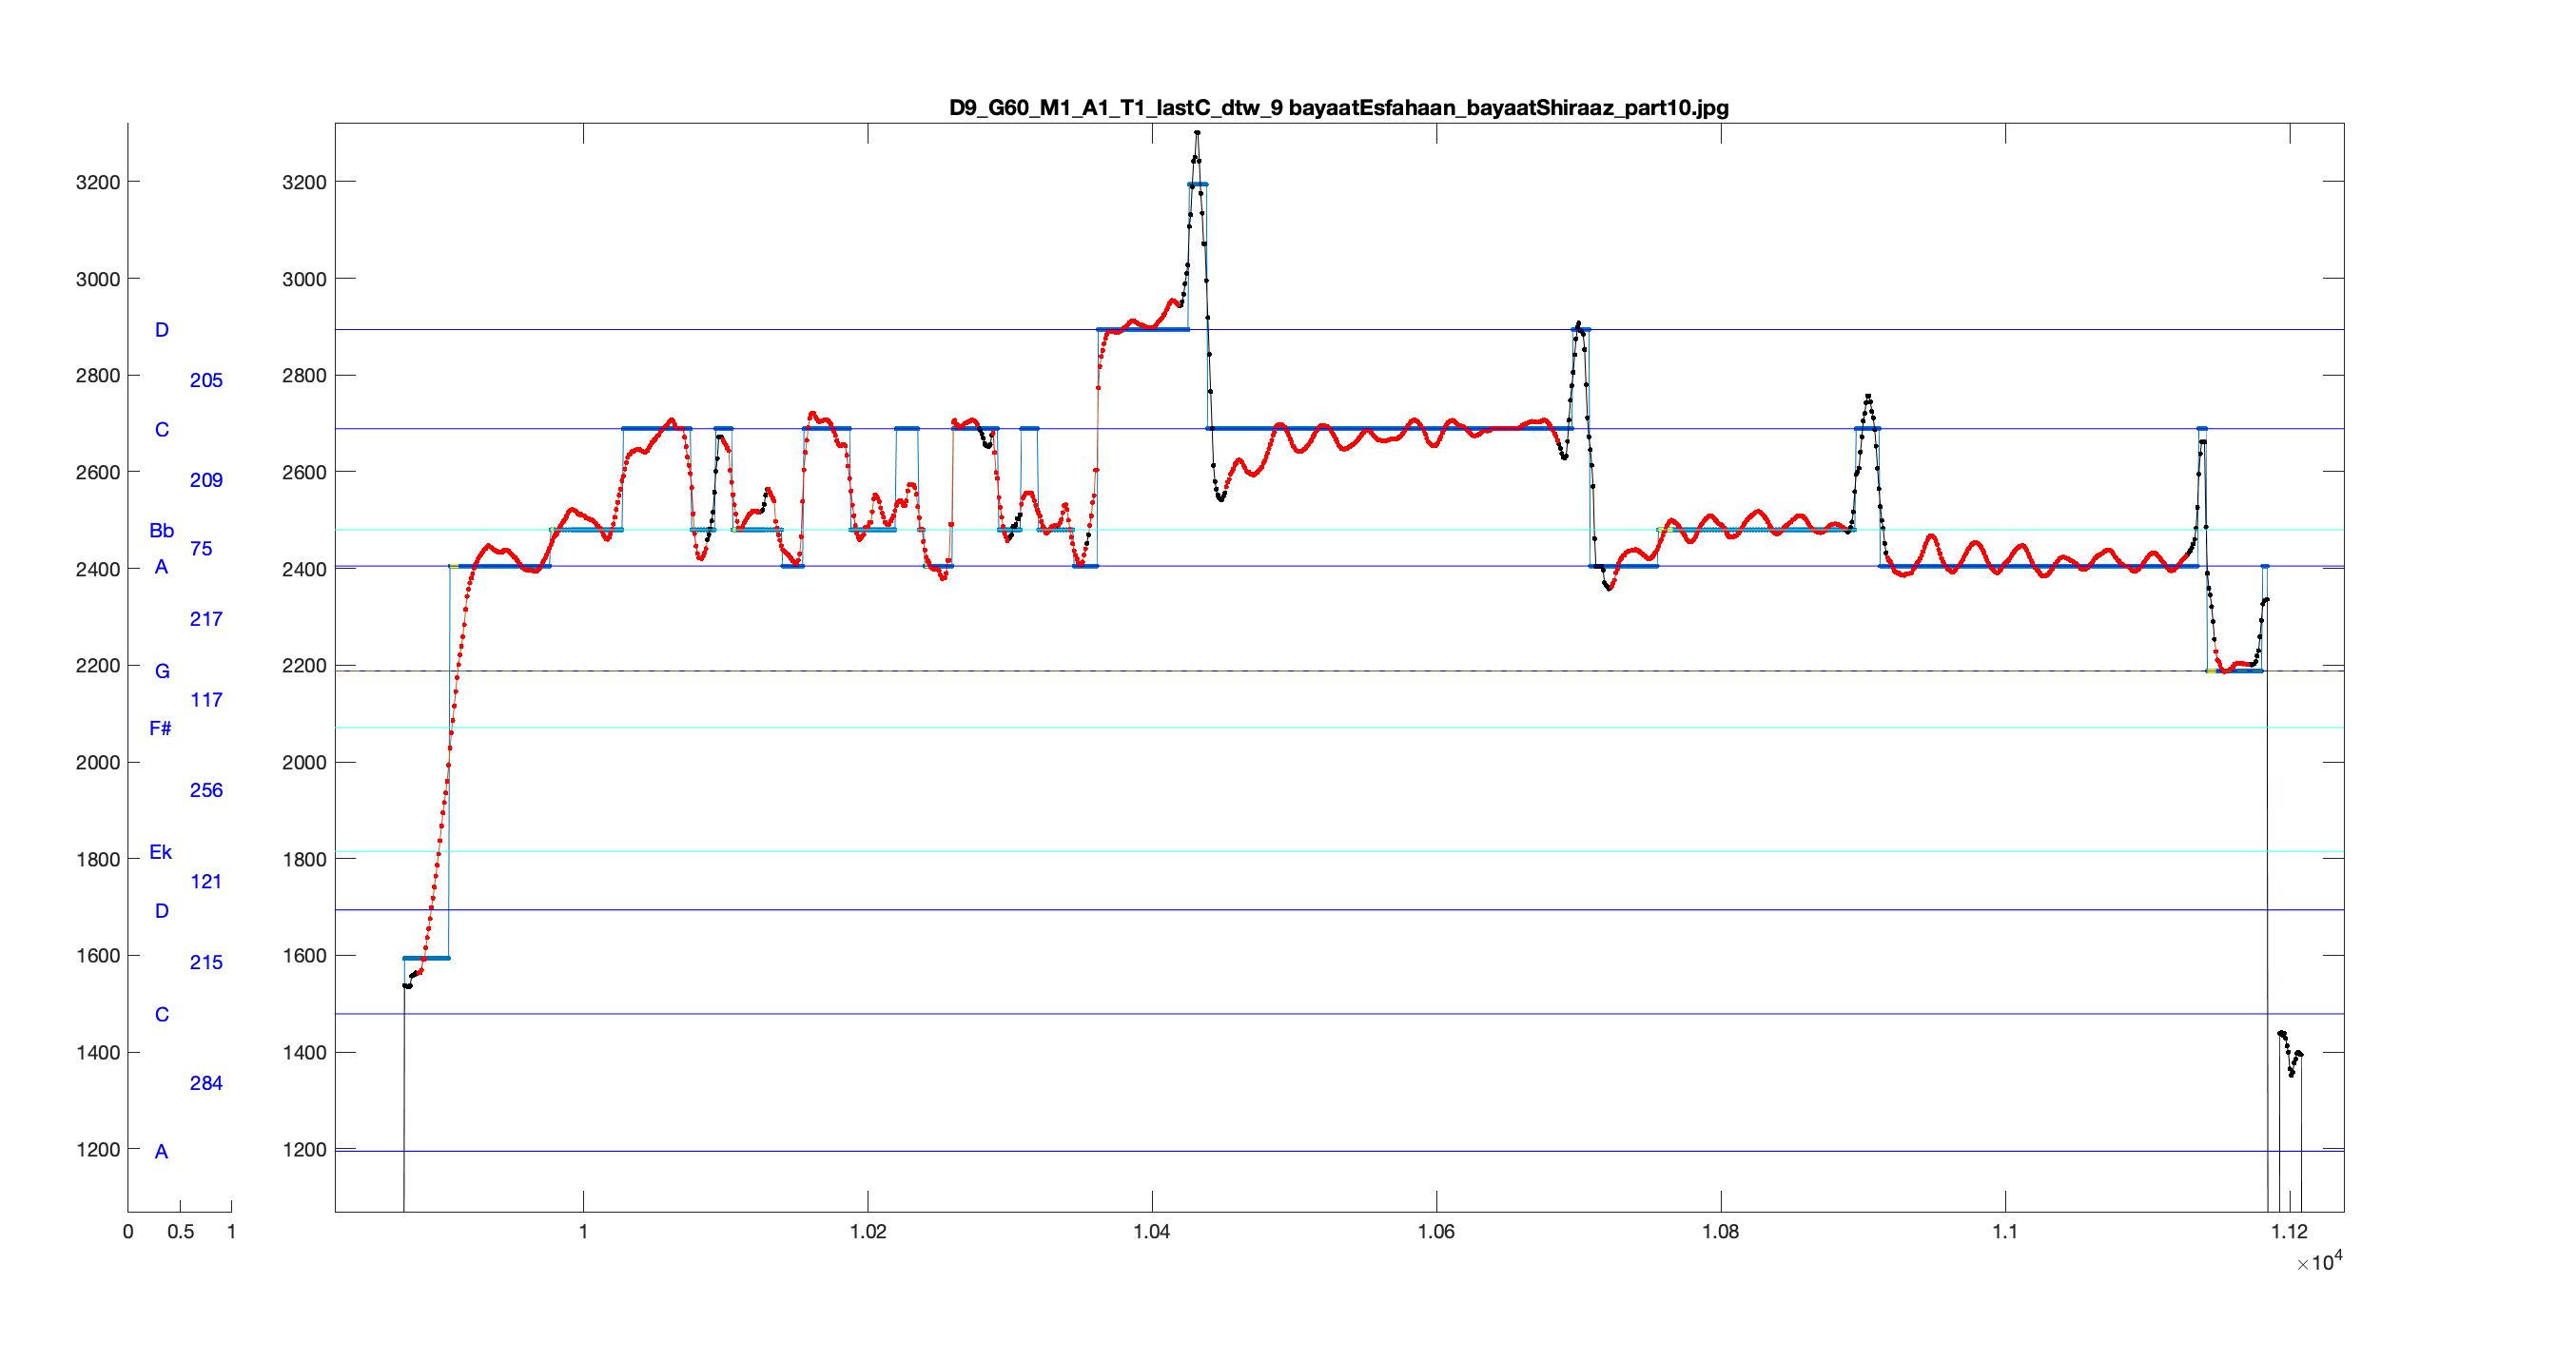 D9_G60_M1_A1_T1_lastC_dtw_9 bayaatEsfahaan_bayaatShiraaz_part10.jpg
3200 3200
3000 3000
D
2800 205 2800
C
2600 209 2600
Bb
75
2400 A 2400
217
2200 G 2200
117
F#
2000 2000
256
1800 Ek 1800
121
D
1600 215 1600
C
1400 1400
284
1200 A 1200
0 0.5 1 1 1.02 1.04 1.06 1.08 1.1 1.12
×10⁴